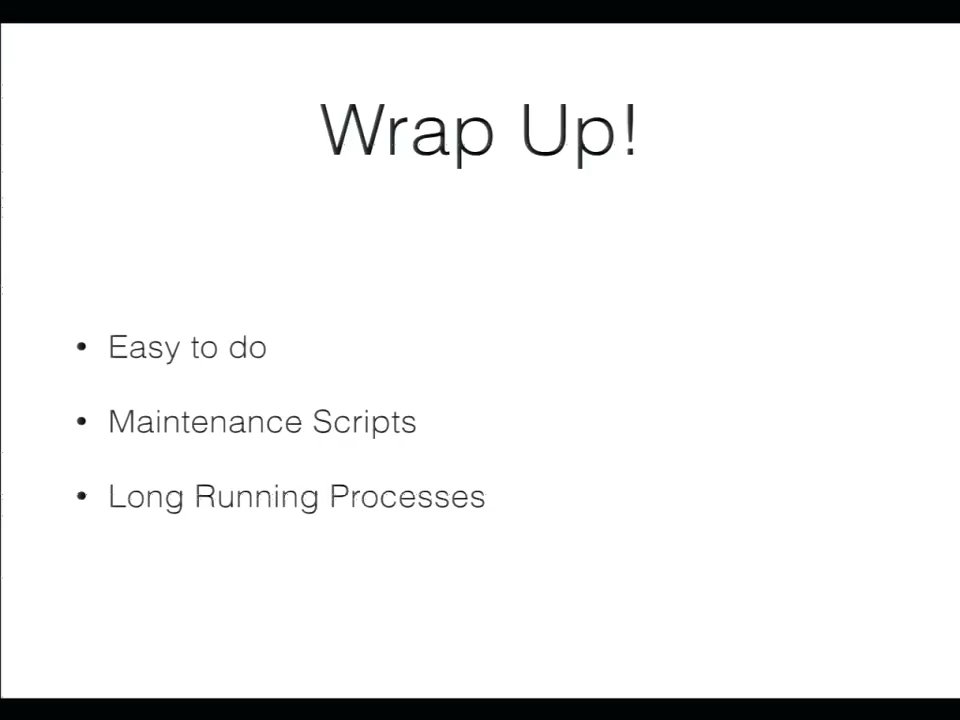 Wrap Up!
• Easy to do
• Maintenance Scripts
• Long Running Processes